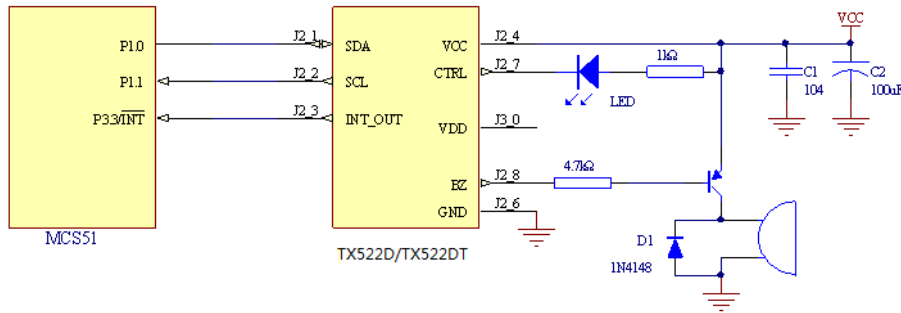 VCC
P1.0
J2_1
SDA
VCC
J2_4
1kΩ
P1.1
J2_2
SCL
CTRL
J2_7
LED
C1
104
C2
100uF
P3.3/INT
J2_3
INT_OUT
VDD
J3_0
4.7kΩ
BZ
J2_8
GND
J2_6
MCS51
TX522D/TX522DT
D1
1N4148